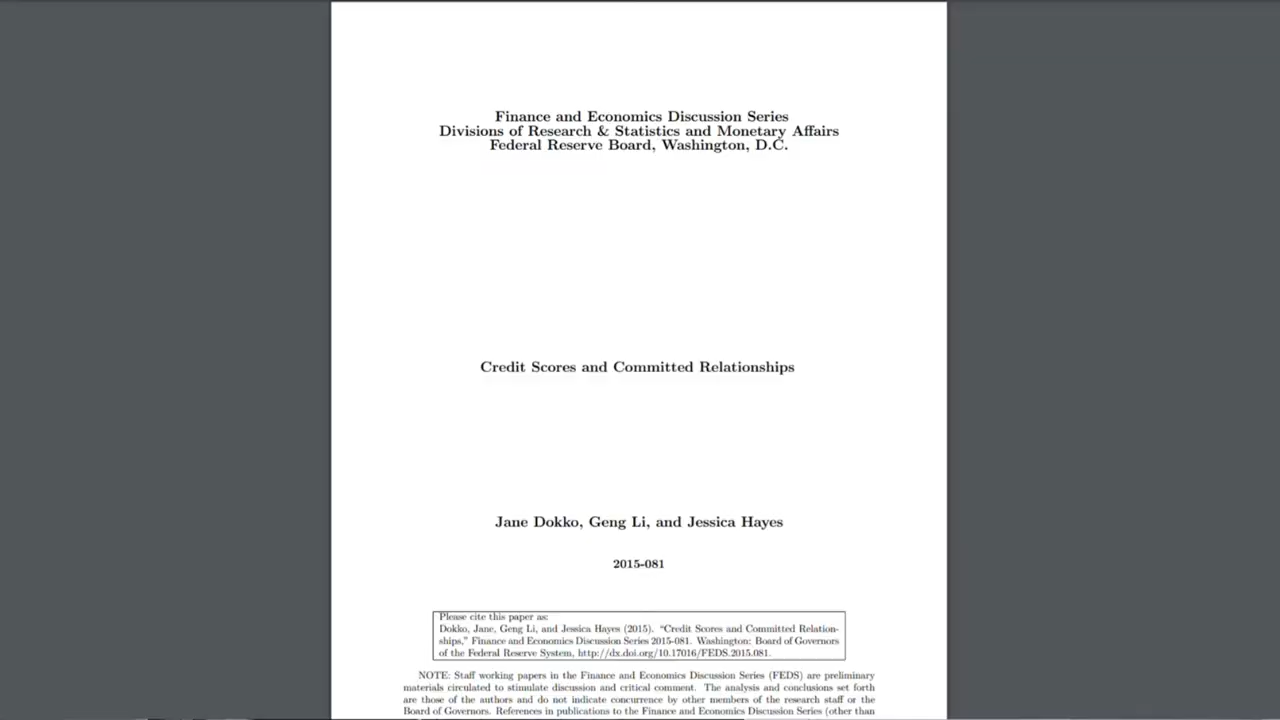 Finance and Economics Discussion Series
Divisions of Research & Statistics and Monetary Affairs
Federal Reserve Board, Washington, D.C.
Credit Scores and Committed Relationships
Jane Dokko, Geng Li, and Jessica Hayes
2015-081
Please cite this paper as:
Dokko, Jane, Geng Li, and Jessica Hayes (2015). “Credit Scores and Committed Relation-
ships,” Finance and Economics Discussion Series 2015-081. Washington: Board of Governors
of the Federal Reserve System, http://dx.doi.org/10.17016/FEDS.2015.081.
NOTE: Staff working papers in the Finance and Economics Discussion Series (FEDS) are preliminary
materials circulated to stimulate discussion and critical comment. The analysis and conclusions set forth
are those of the authors and do not indicate concurrence by other members of the research staff or the
Board of Governors. References in publications to the Finance and Economics Discussion Series (other than